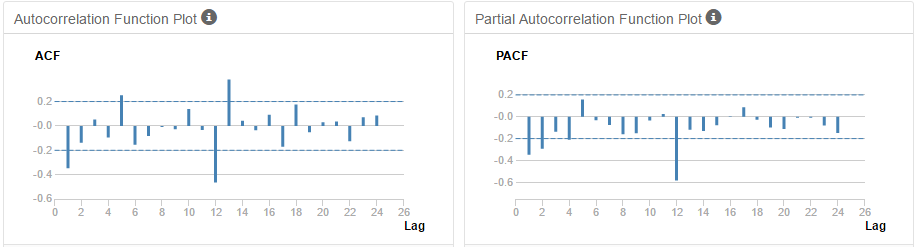 Autocorrelation Function Plot
ACF
0.2
-0.0
-0.2
-0.4
-0.6
0 2 4 6 8 10 12 14 16 18 20 22 24 26
Lag
Partial Autocorrelation Function Plot
PACF
0.2
-0.0
-0.2
-0.4
-0.6
0 2 4 6 8 10 12 14 16 18 20 22 24 26
Lag